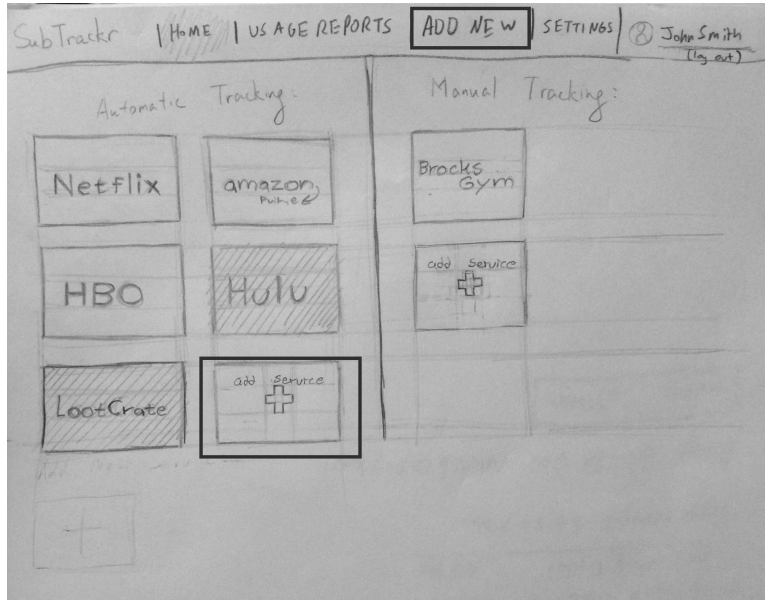 SubTrackr | HOME | USAGE REPORTS ADD NEW | SETTINGS | John Smith
(log out)
Automatic Tracking:
Manual Tracking:
Netflix
amazon
Prime
HBO
Hulu
LootCrate
add service
Brocks
Gym
add service